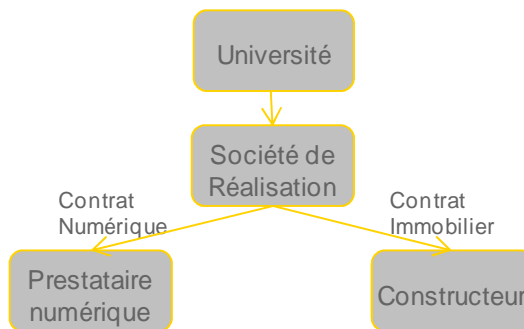 Université
Société de
Réalisation
Contrat
Numérique
Contrat
Immobilier
Prestataire
numérique
Constructeur